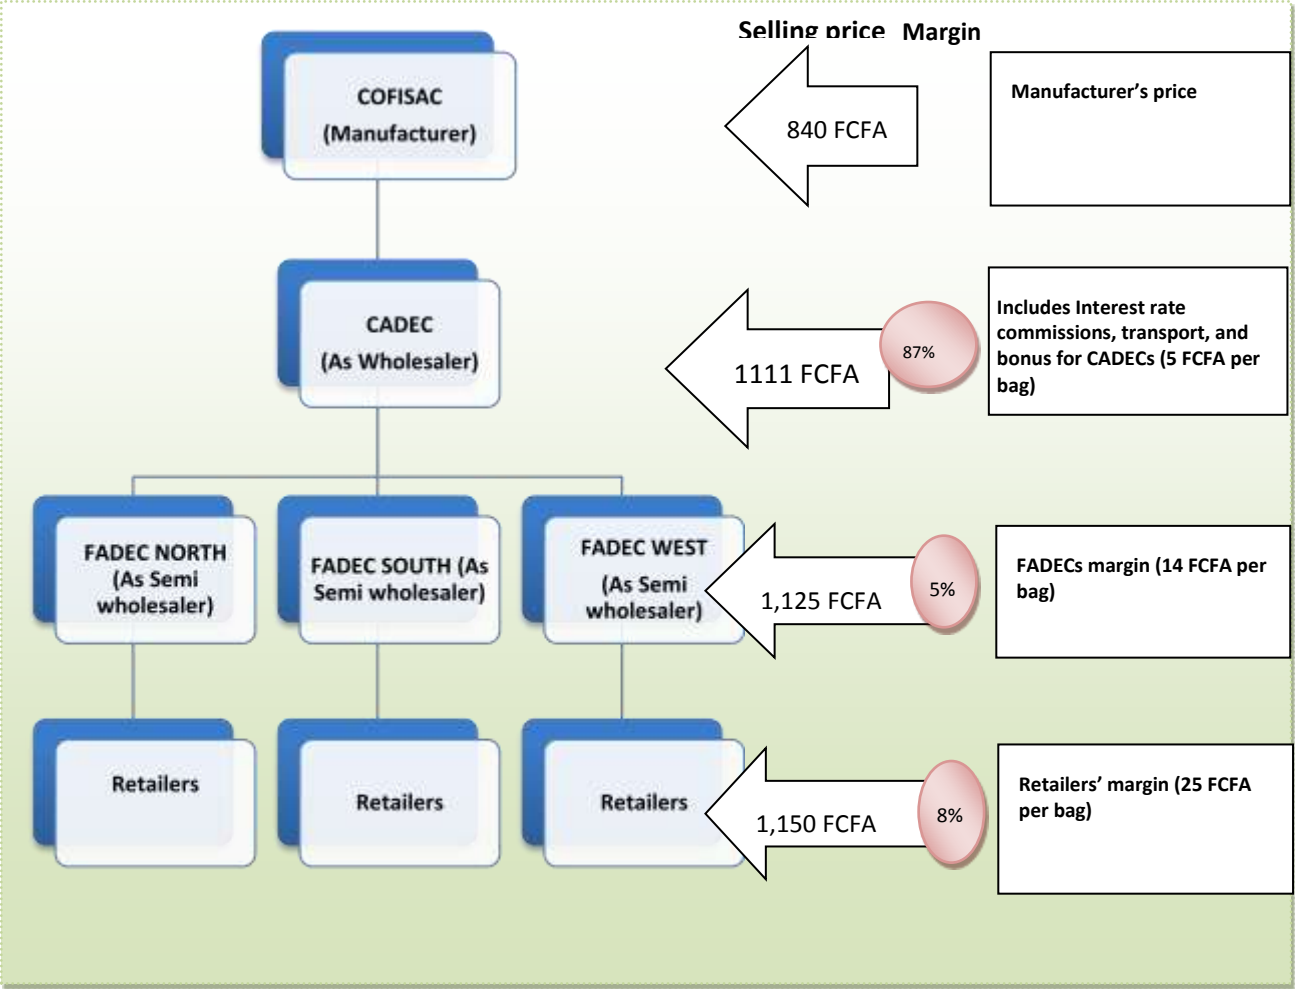 Selling price Margin
COFISAC
(Manufacturer)
840 FCFA
Manufacturer’s price
CADEC
(As Wholesaler)
1111 FCFA
87%
Includes Interest rate
commissions, transport, and
bonus for CADECs (5 FCFA per
bag)
FADEC NORTH
(As Semi
wholesaler)
FADEC SOUTH (As
Semi wholesaler)
FADEC WEST
(As Semi
wholesaler)
1,125 FCFA
5%
FADECs margin (14 FCFA per
bag)
Retailers
Retailers
Retailers
1,150 FCFA
8%
Retailers’ margin (25 FCFA
per bag)